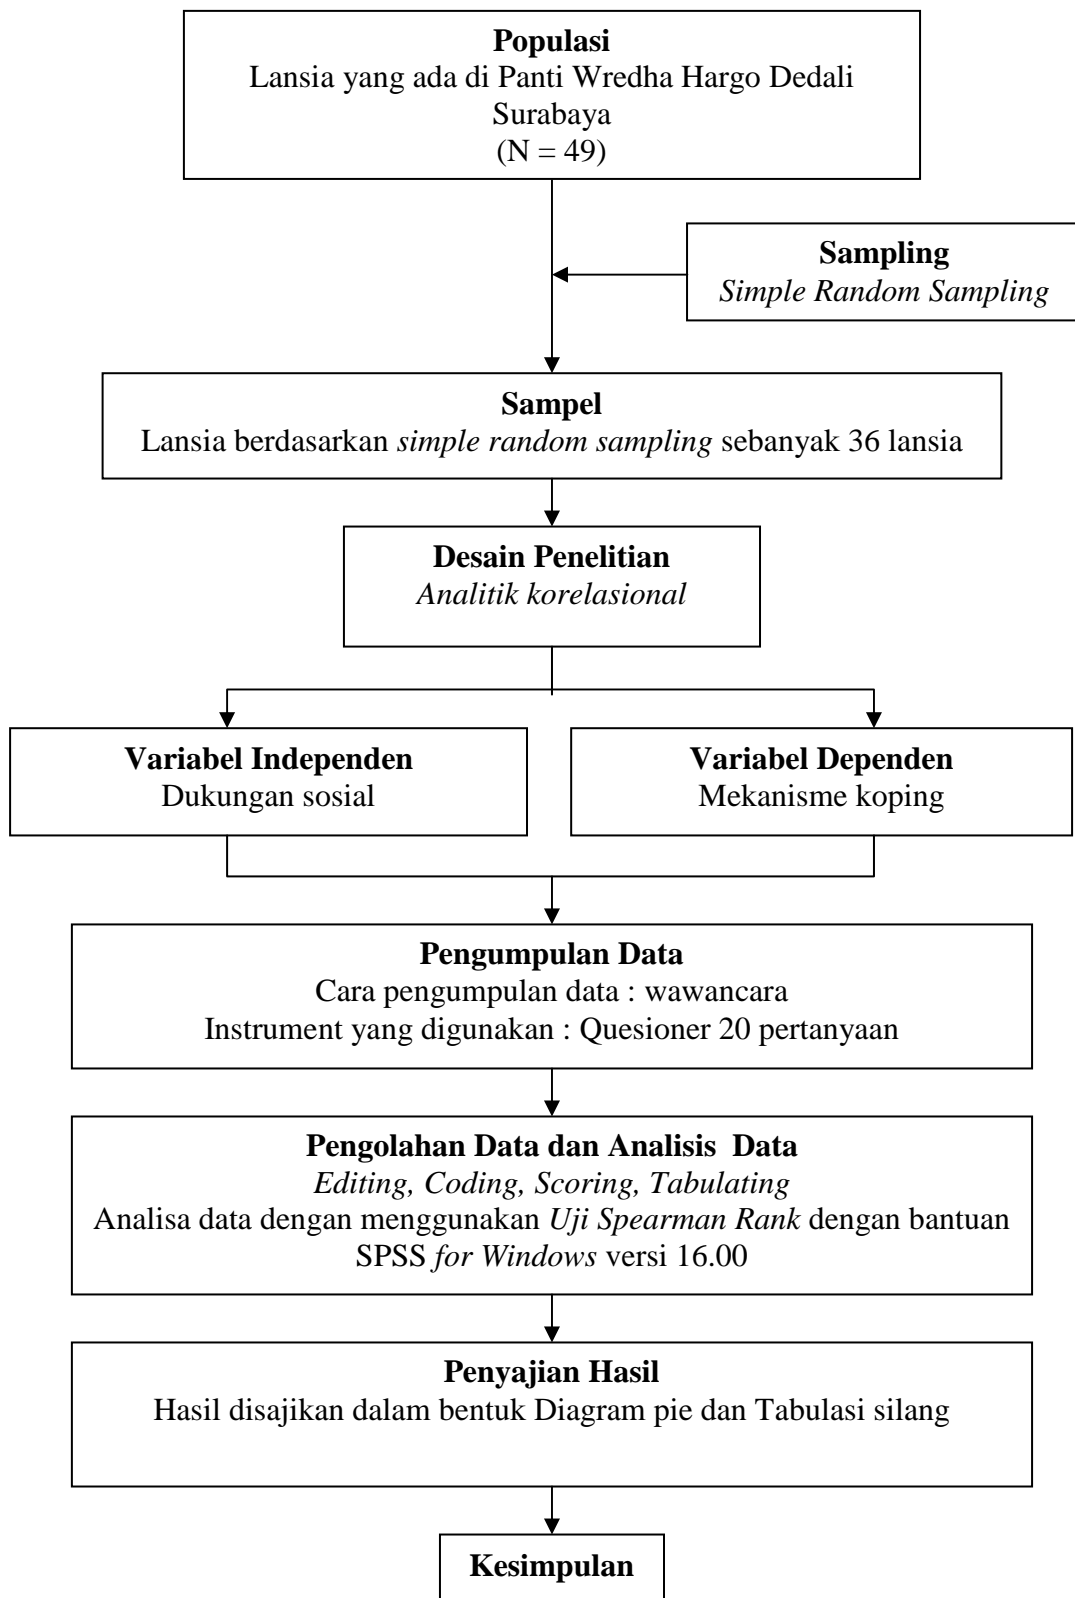 Populasi
Lansia yang ada di Panti Wredha Hargo Dedali
Surabaya
(N = 49)
Sampling
Simple Random Sampling
Sampel
Lansia berdasarkan simple random sampling sebanyak 36 lansia
Desain Penelitian
Analitik korelasional
Variabel Independen
Dukungan sosial
Variabel Dependen
Mekanisme koping
Pengumpulan Data
Cara pengumpulan data : wawancara
Instrument yang digunakan : Quesioner 20 pertanyaan
Pengolahan Data dan Analisis  Data
Editing, Coding, Scoring, Tabulating
Analisa data dengan menggunakan Uji Spearman Rank dengan bantuan
SPSS for Windows versi 16.00
Penyajian Hasil
Hasil disajikan dalam bentuk Diagram pie dan Tabulasi silang
Kesimpulan